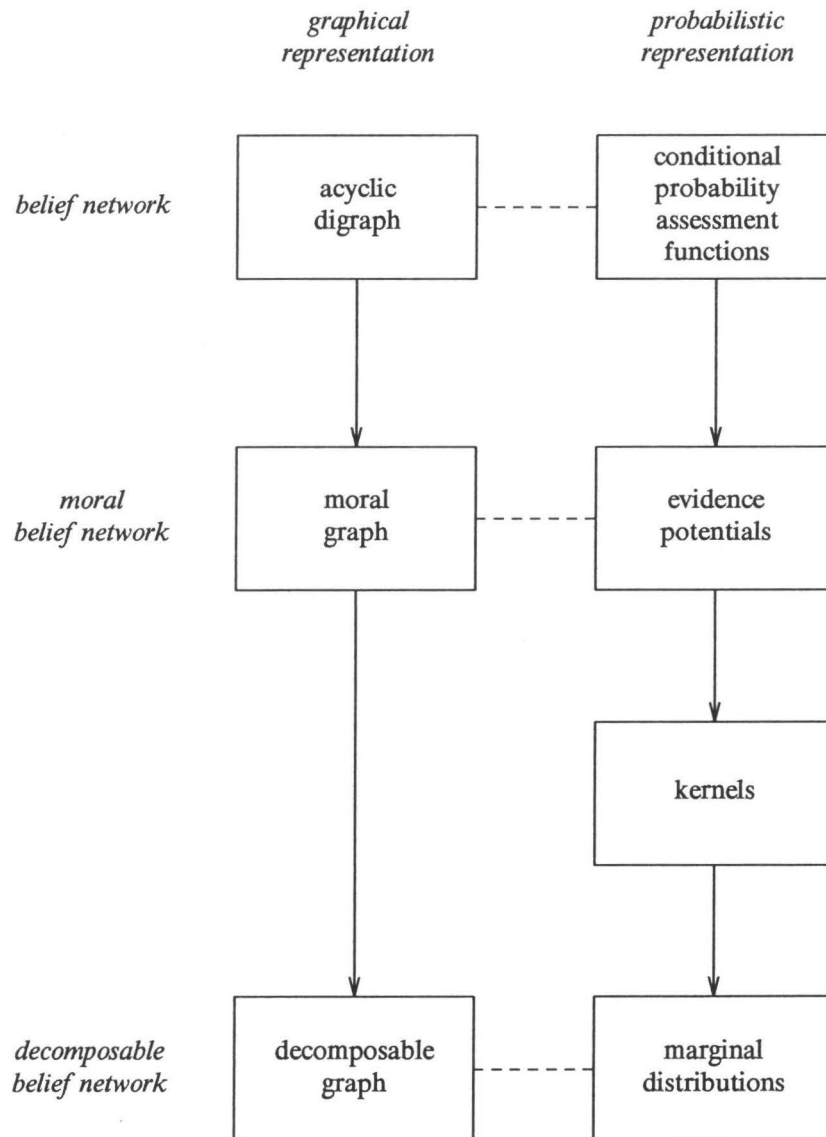 graphical
representation
probabilistic
representation
belief network
acyclic
digraph
conditional
probability
assessment
functions
moral
belief network
moral
graph
evidence
potentials
kernels
decomposable
belief network
decomposable
graph
marginal
distributions